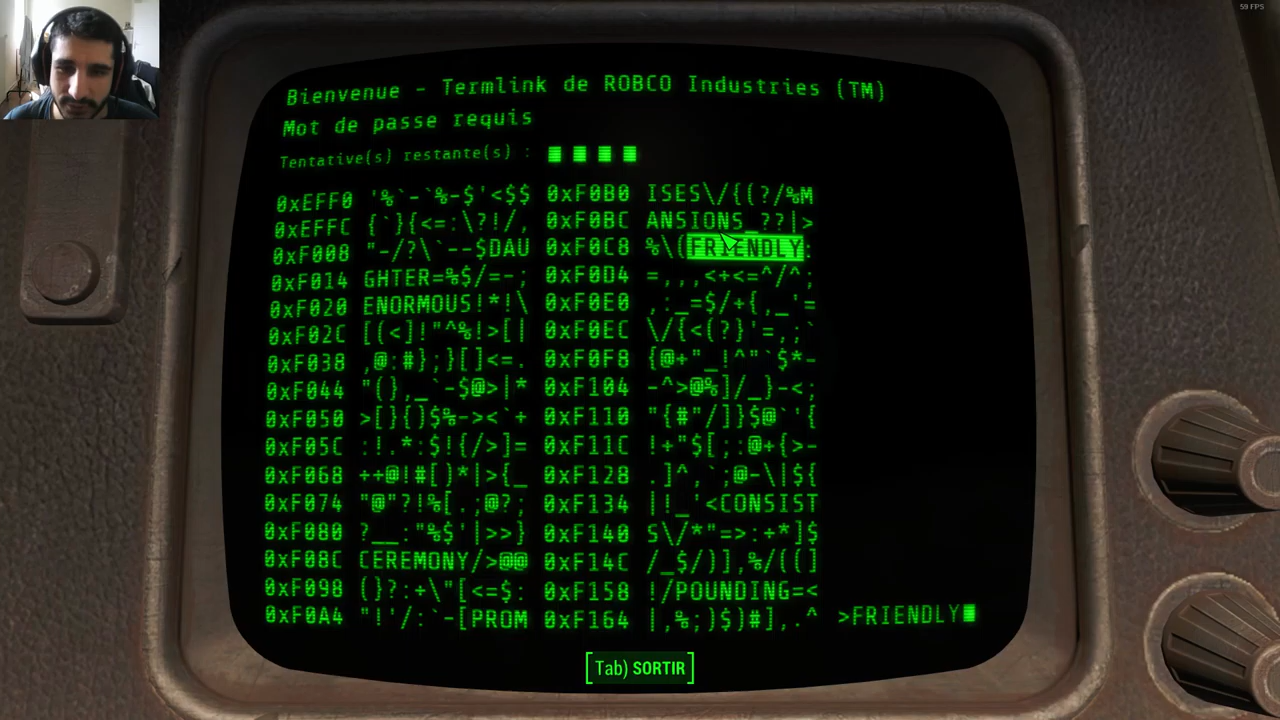 59 FPS
Bienvenue - Termlink de ROBCO Industries (TM)
Mot de passe requis
Tentative(s) restante(s) :
0xEFF0 '%`-`%-$'<$$ 0xF0B0 ISES\/{(?/%M
0xEFFC {`}{<=:\?!/, 0xF0BC ANSIONS_??|>
0xF008 "-/?\`--$DAU 0xF0C8 %\(FRIENDLY:
0xF014 GHTER=%$/=-; 0xF0D4 =,,,<+<=^/^;
0xF020 ENORMOUS!*!\ 0xF0E0 ,:_=$/+{,_'=
0xF02C [(<]!"^%!>[| 0xF0EC \/{<(?}'=,;`
0xF038 ,@:#};}[]<=. 0xF0F8 {@+"_!^"`$*-
0xF044 "(},_`-$@>|* 0xF104 -^>@%]/_}-<;
0xF050 >[}{)$%-><`+ 0xF110 "{#"/]}$@`'{
0xF05C :!.*:$!{/>]= 0xF11C !+"$[;:@+{>-
0xF068 ++@!#[)*|>{_ 0xF128 .]^,`;@-\|${
0xF074 "@"?!%[.;@?; 0xF134 |!_'<CONSIST
0xF080 ?__:"%$'|>>} 0xF140 S\/*"=>:+*]$
0xF08C CEREMONY/>@@ 0xF14C /_$/)],%/((]
0xF098 (}?:+\"[<=$: 0xF158 !/POUNDING=<
0xF0A4 "!'/:`-[PROM 0xF164 |,%;)$)#],.^ >FRIENDLY
Tab) SORTIR